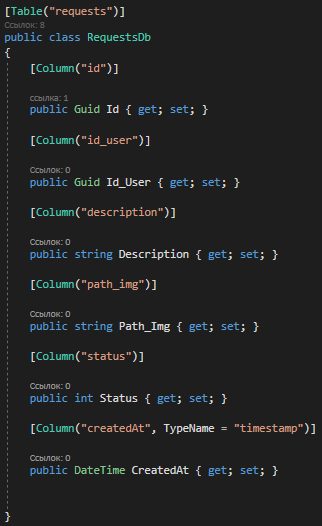 [Table("requests")]
Ссылок: 8
public class RequestsDb
{
[Column("id")]
ссылка: 1
public Guid Id { get; set; }
[Column("id_user")]
Ссылок: 0
public Guid Id_User { get; set; }
[Column("description")]
Ссылок: 0
public string Description { get; set; }
[Column("path_img")]
Ссылок: 0
public string Path_Img { get; set; }
[Column("status")]
Ссылок: 0
public int Status { get; set; }
[Column("createdAt", TypeName = "timestamp")]
Ссылок: 0
public DateTime CreatedAt { get; set; }
}